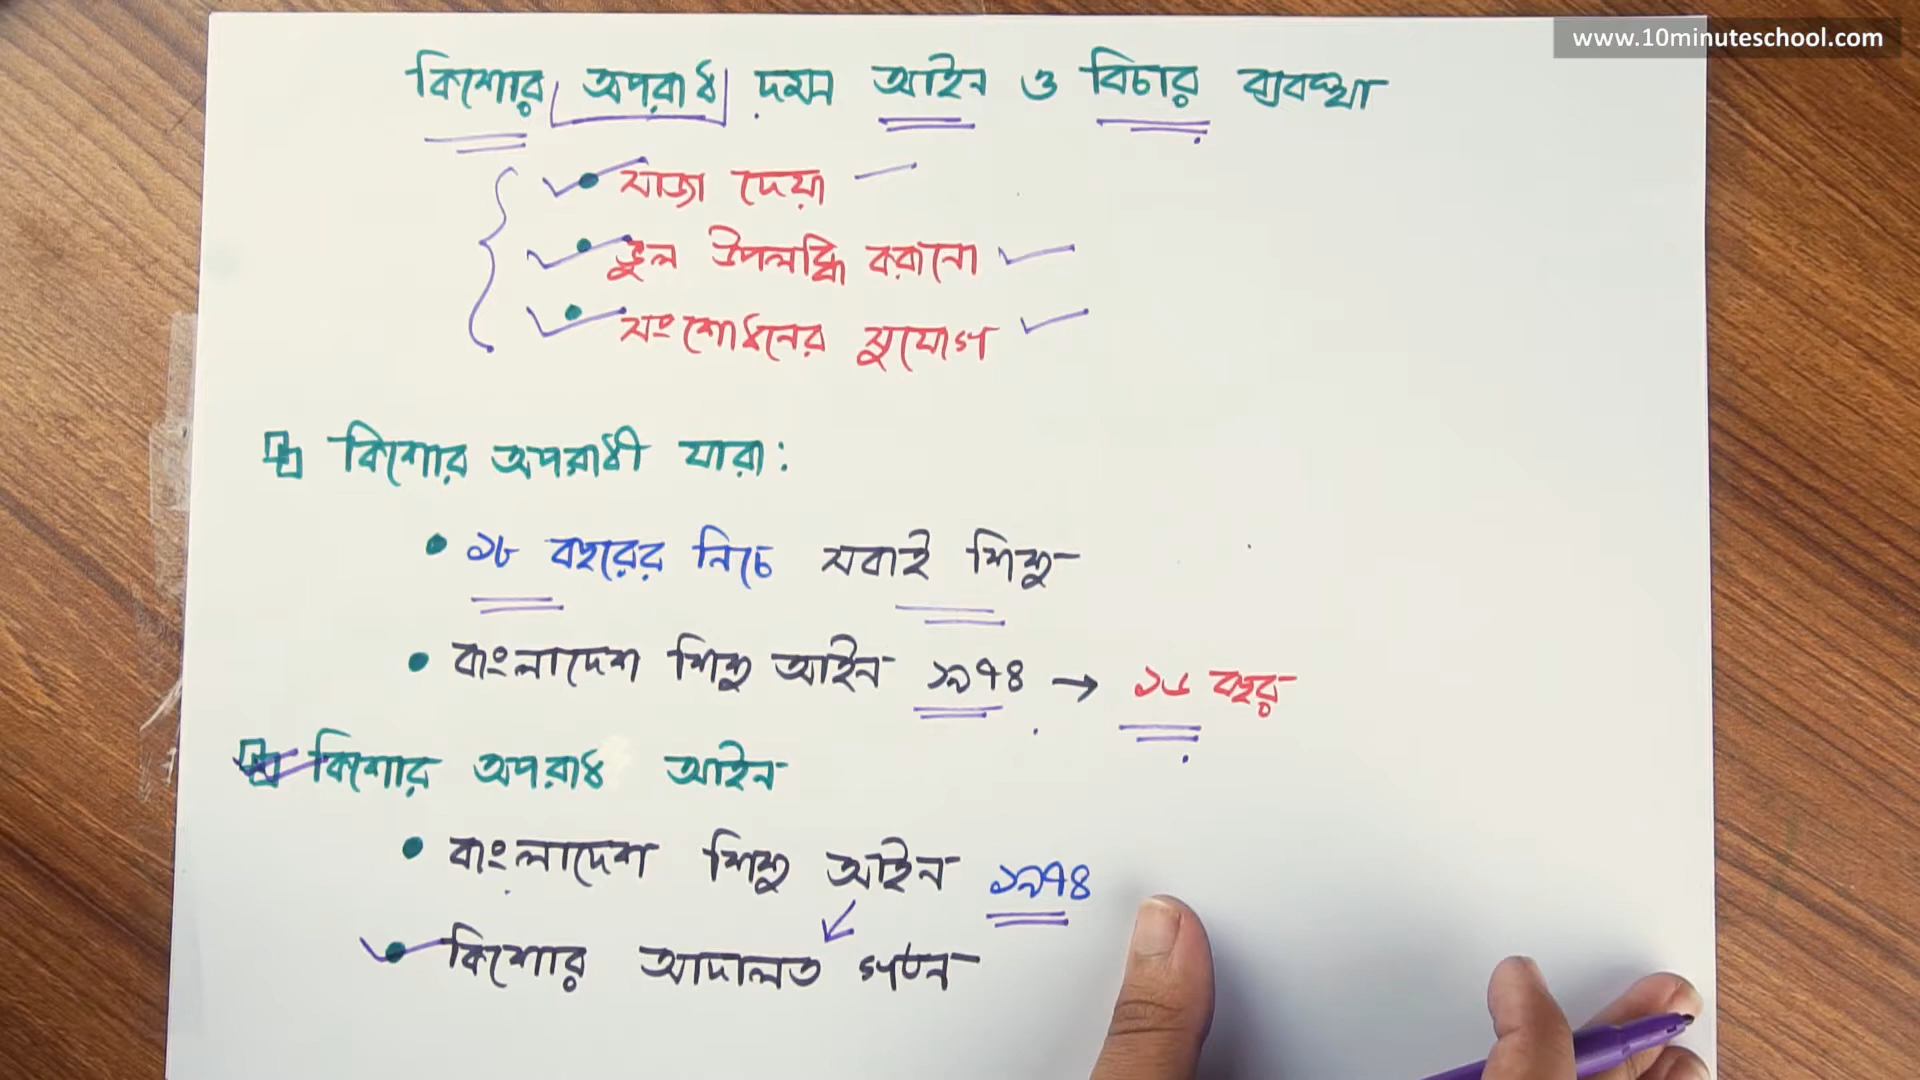 www.10minuteschool.com
কিশোর অপরাধ দমন আইন ও বিচার ব্যবস্থা
সাজা দেয়া
ভুল উপলব্ধি করানো
সংশোধনের সুযোগ
কিশোর অপরাধী যারা:
১৮ বছরের নিচে সবাই শিশু
বাংলাদেশ শিশু আইন ১৯৭৪ → ১৬ বছর
কিশোর অপরাধ আইন
বাংলাদেশ শিশু আইন ১৯৭৪
কিশোর আদালত গঠন